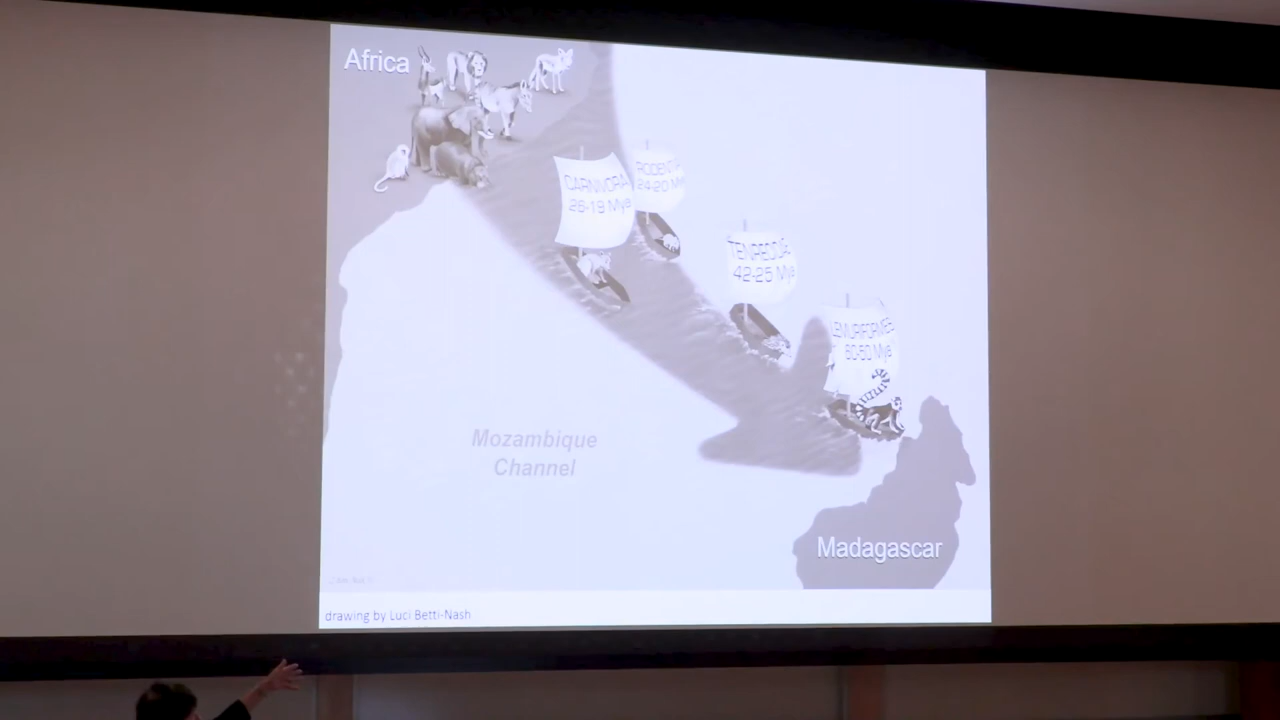 Africa
CARNIVORA
26-19 Mya
RODENTIA
24-20 Mya
TENRECIDAE
42-25 Mya
LEMURIFORMES
60-50 Mya
Mozambique
Channel
Madagascar
drawing by Luci Betti-Nash